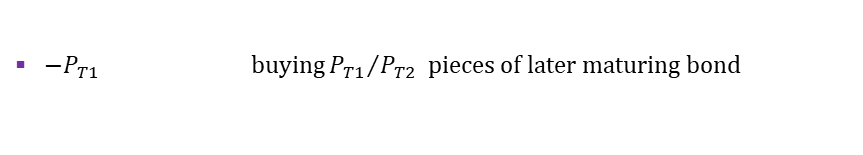 ▪ −P_{T1} buying P_{T1}/P_{T2} pieces of later maturing bond